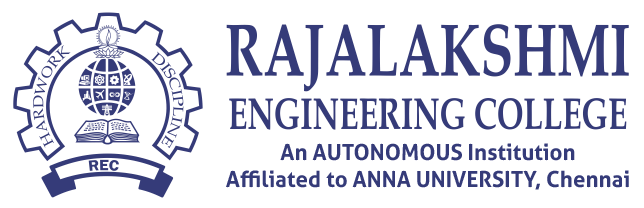 HARDWORK
DISCIPLINE
REC
RAJALAKSHMI
ENGINEERING COLLEGE
An AUTONOMOUS Institution
Affiliated to ANNA UNIVERSITY, Chennai